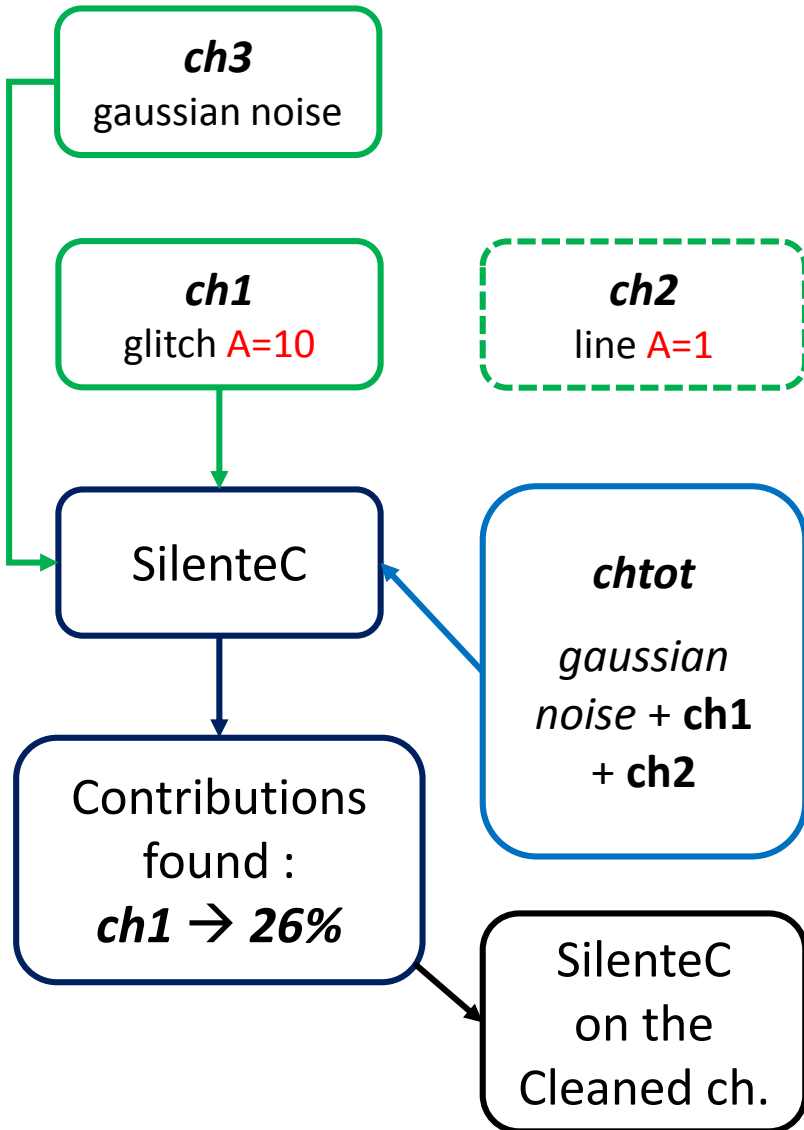 ch3
gaussian noise
ch1
glitch A=10
ch2
line A=1
SilenteC
chtot
gaussian
noise + ch1
+ ch2
Contributions
found :
ch1 → 26%
SilenteC
on the
Cleaned ch.